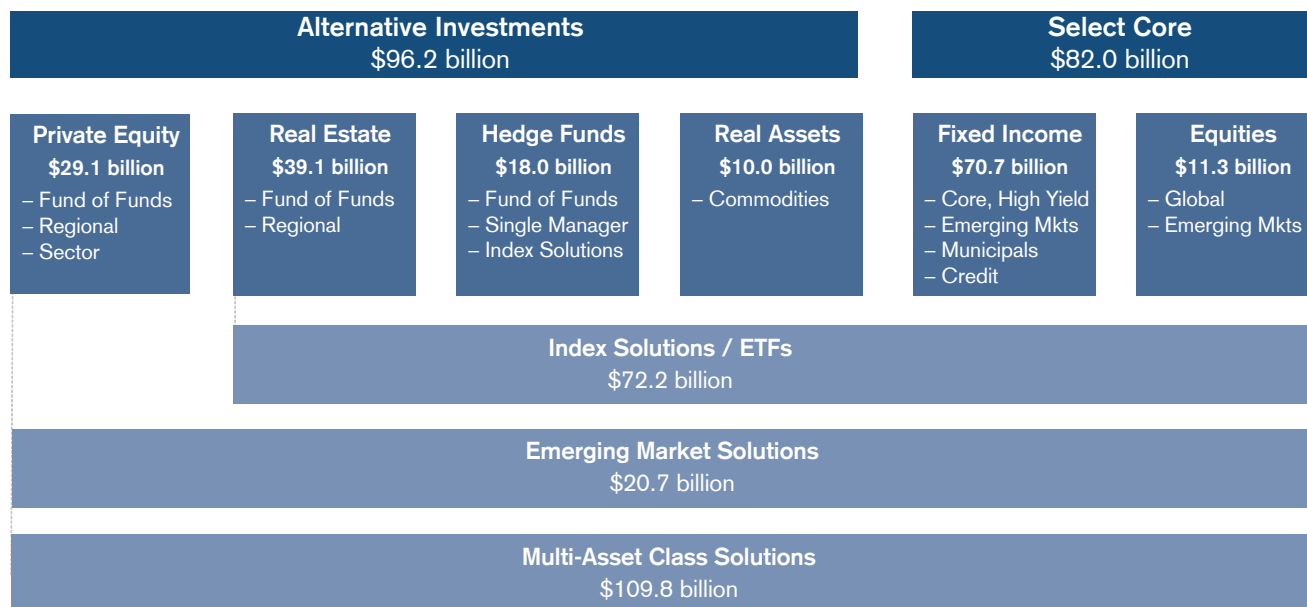 Alternative Investments
$96.2 billion
Select Core
$82.0 billion
Private Equity
$29.1 billion
– Fund of Funds
– Regional
– Sector
Real Estate
$39.1 billion
– Fund of Funds
– Regional
Hedge Funds
$18.0 billion
– Fund of Funds
– Single Manager
– Index Solutions
Real Assets
$10.0 billion
– Commodities
Fixed Income
$70.7 billion
– Core, High Yield
– Emerging Mkts
– Municipals
– Credit
Equities
$11.3 billion
– Global
– Emerging Mkts
Index Solutions / ETFs
$72.2 billion
Emerging Market Solutions
$20.7 billion
Multi-Asset Class Solutions
$109.8 billion